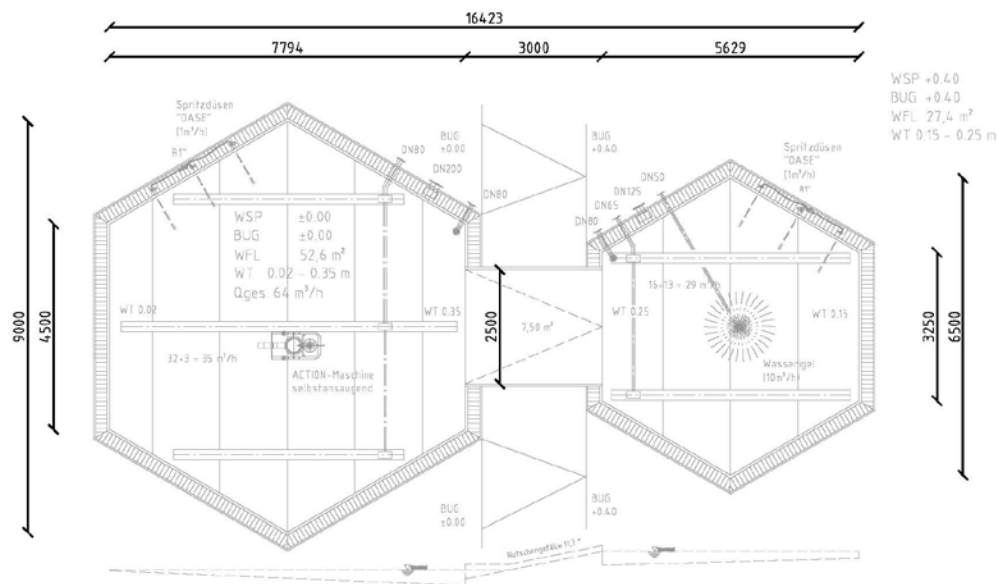 16423
7794
3000
5629
WSP +0.40
BUG +0.40
WFL 27,4 m²
WT 0.15 - 0.25 m
Spritzdüsen
"OASE"
(1m³/h)
R1"
DN80
DN200
DN80
BUG
±0.00
BUG
+0.40
DN50
DN125
DN65
DN80
Spritzdüsen
"OASE"
(1m³/h)
R1"
WSP ±0.00
BUG ±0.00
WFL 52,6 m²
WT 0.02 - 0.35 m
Qges. 64 m³/h
9000
4500
WT 0.02
WT 0.35
32+3 = 35 m³/h
ACTION-Maschine
selbstansaugend
2500
7,50 m²
16+13 = 29 m³/h
WT 0.25
WT 0.15
Wasserigel
(10m³/h)
3250
6500
BUG
±0.00
BUG
+0.40
Rutschengefälle 11,3 °